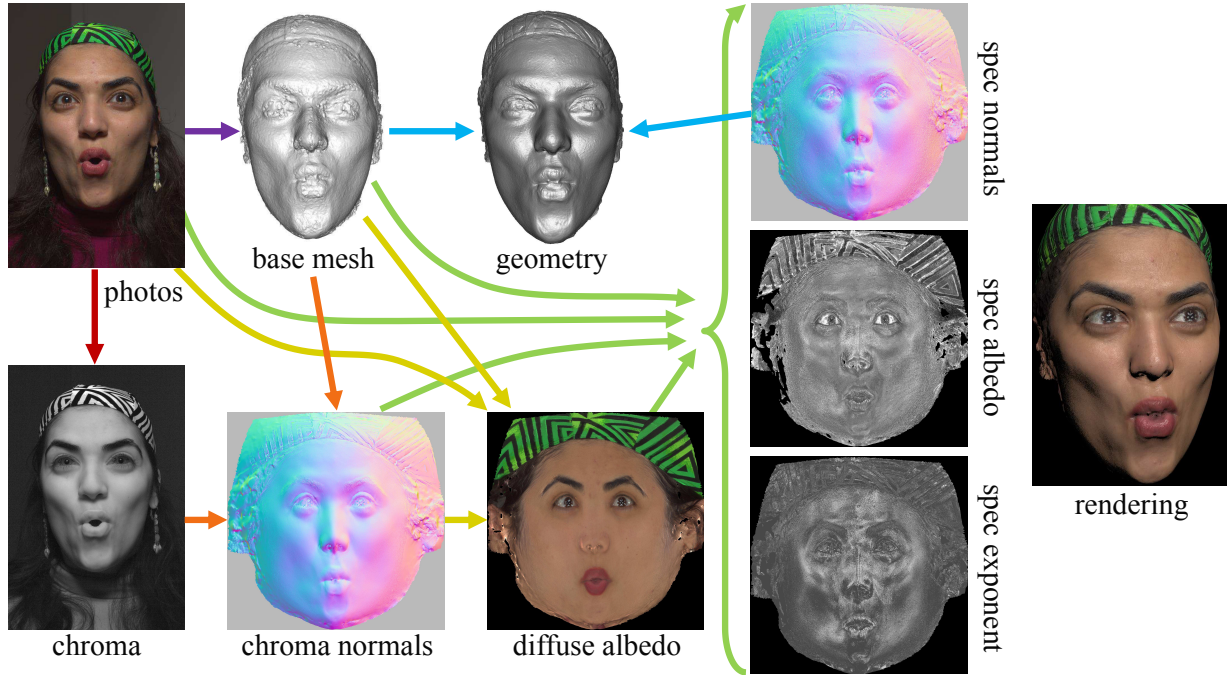 photos
base mesh
geometry
spec normals
spec albedo
spec exponent
chroma
chroma normals
diffuse albedo
rendering